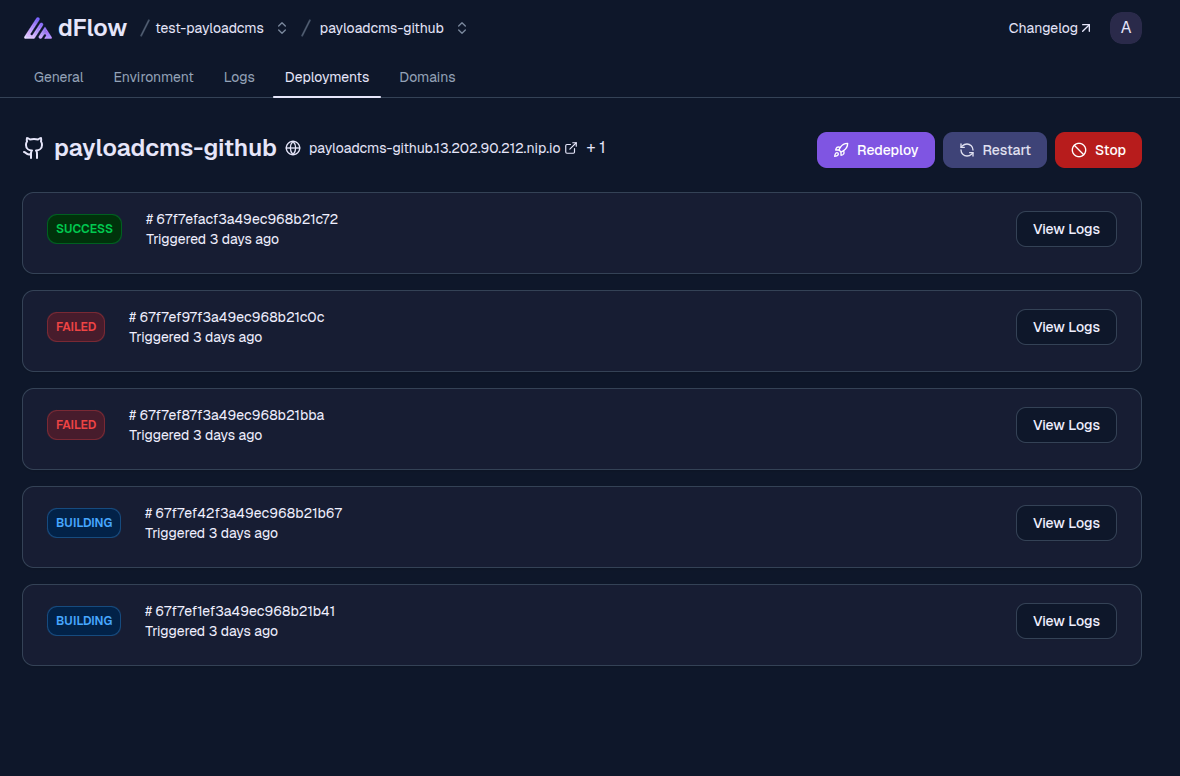 dFlow / test-payloadcms / payloadcms-github Changelog A
General Environment Logs Deployments Domains
payloadcms-github payloadcms-github.13.202.90.212.nip.io + 1 Redeploy Restart Stop
SUCCESS # 67f7efacf3a49ec968b21c72 View Logs
Triggered 3 days ago
FAILED # 67f7ef97f3a49ec968b21c0c View Logs
Triggered 3 days ago
FAILED # 67f7ef87f3a49ec968b21bba View Logs
Triggered 3 days ago
BUILDING # 67f7ef42f3a49ec968b21b67 View Logs
Triggered 3 days ago
BUILDING # 67f7ef1ef3a49ec968b21b41 View Logs
Triggered 3 days ago